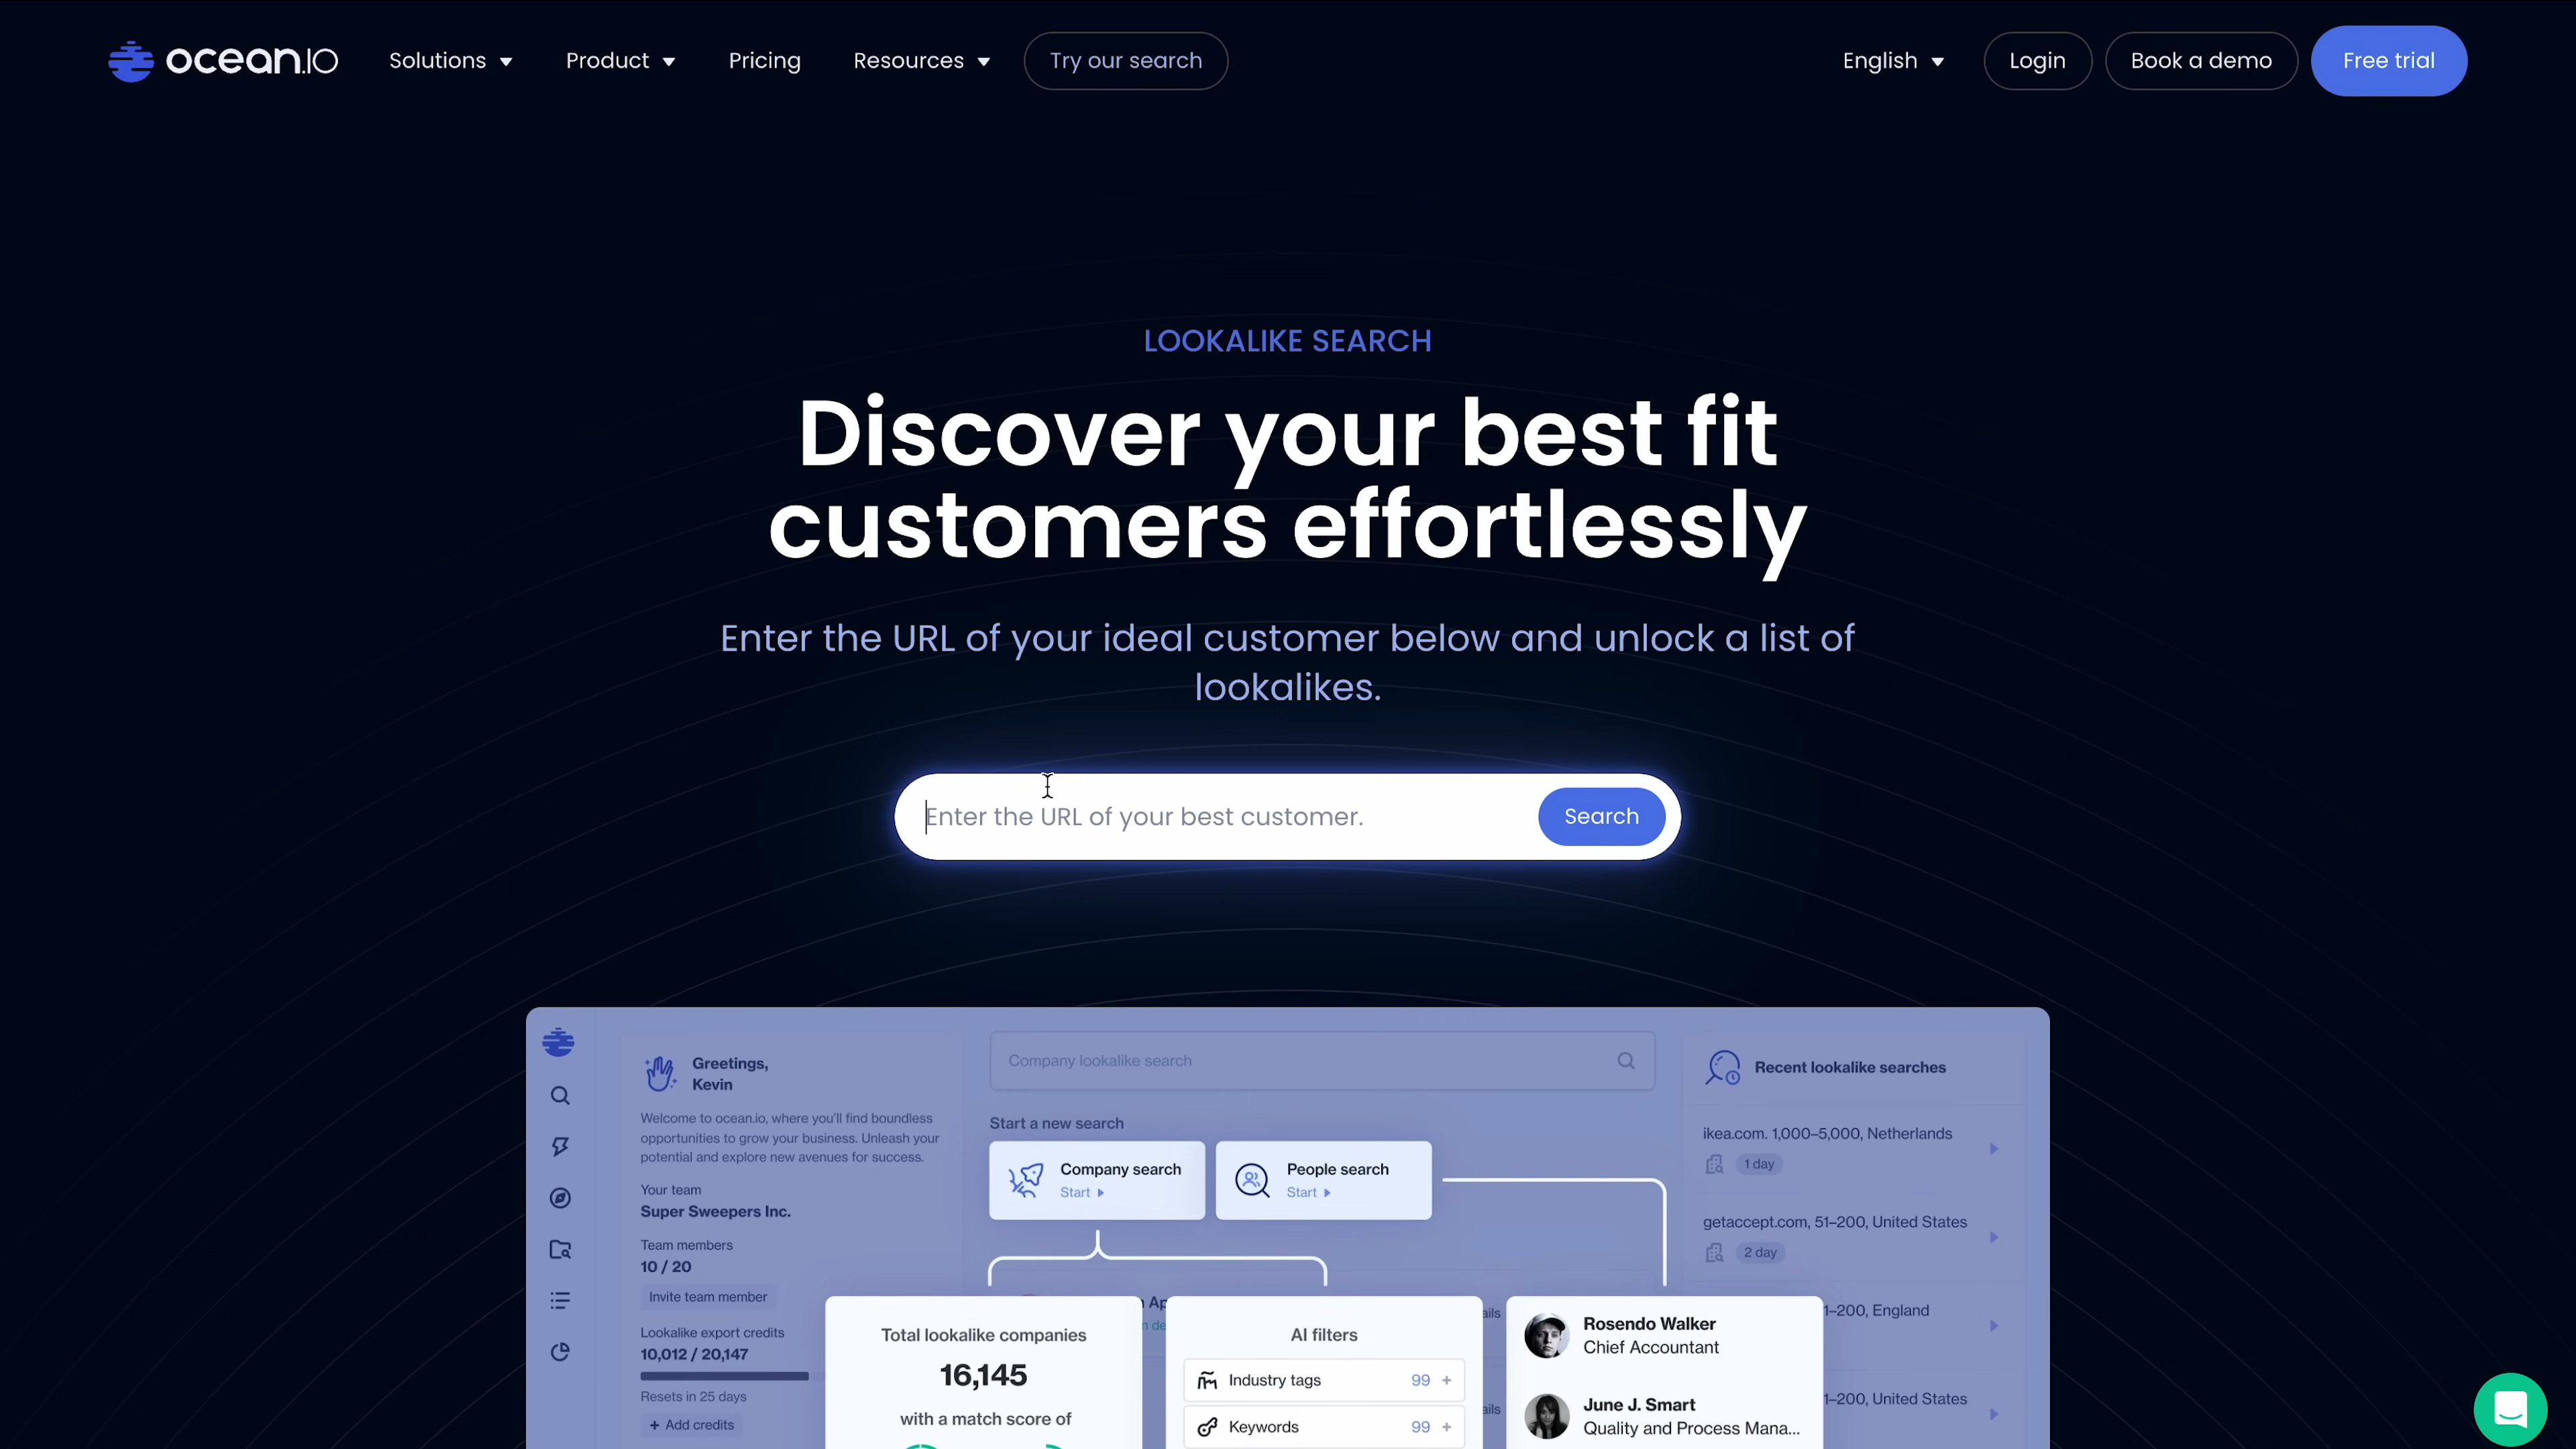 ocean.IO
Solutions
Product
Pricing
Resources
Try our search
English
Login
Book a demo
Free trial
LOOKALIKE SEARCH
Discover your best fit
customers effortlessly
Enter the URL of your ideal customer below and unlock a list of
lookalikes.
Enter the URL of your best customer.
Search
Greetings,
Kevin
Welcome to ocean.io, where you'll find boundless
opportunities to grow your business. Unleash your
potential and explore new avenues for success.
Your team
Super Sweepers Inc.
Team members
10 / 20
Invite team member
Lookalike export credits
10,012 / 20,147
Resets in 25 days
+ Add credits
Company lookalike search
Start a new search
Company search
Start
People search
Start
Total lookalike companies
16,145
with a match score of
AI filters
Industry tags 99 +
Keywords 99 +
Rosendo Walker
Chief Accountant
June J. Smart
Quality and Process Mana...
Recent lookalike searches
ikea.com. 1,000–5,000, Netherlands
1 day
getaccept.com, 51–200, United States
2 day
1–200, England
1–200, United States